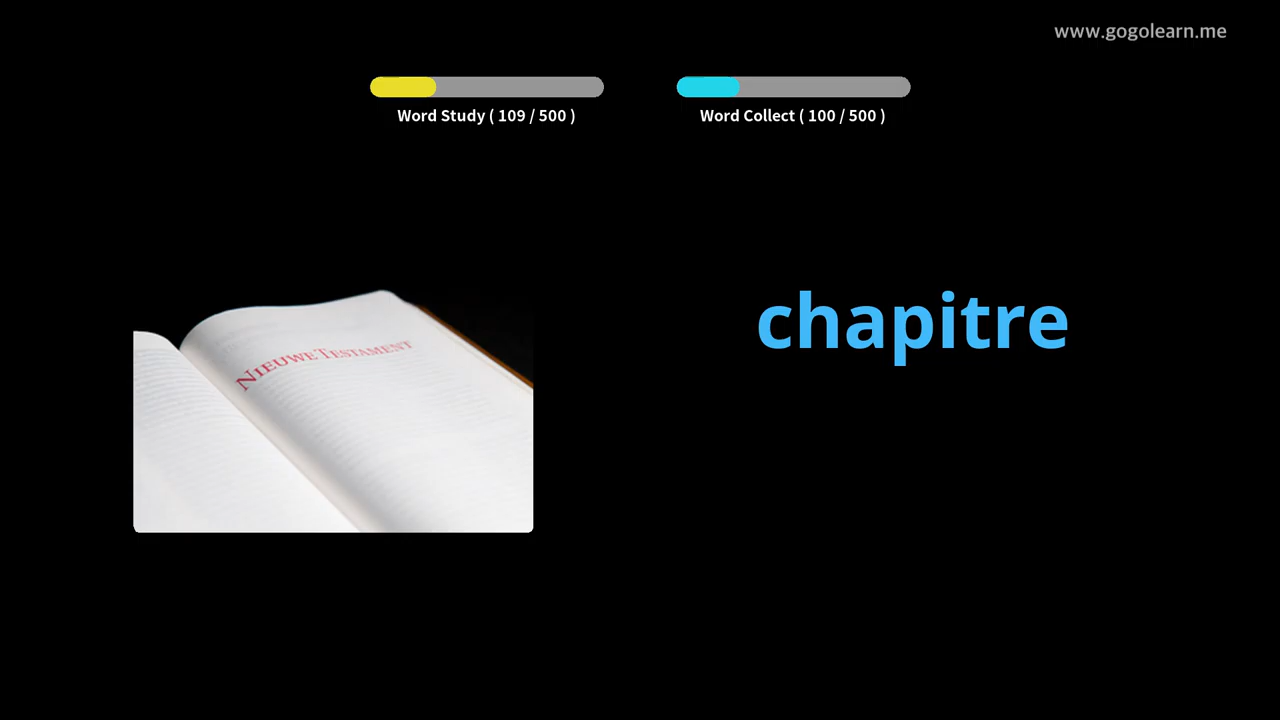 www.gogolearn.me
Word Study ( 109 / 500 )
Word Collect ( 100 / 500 )
NIEUWE TESTAMENT
chapitre